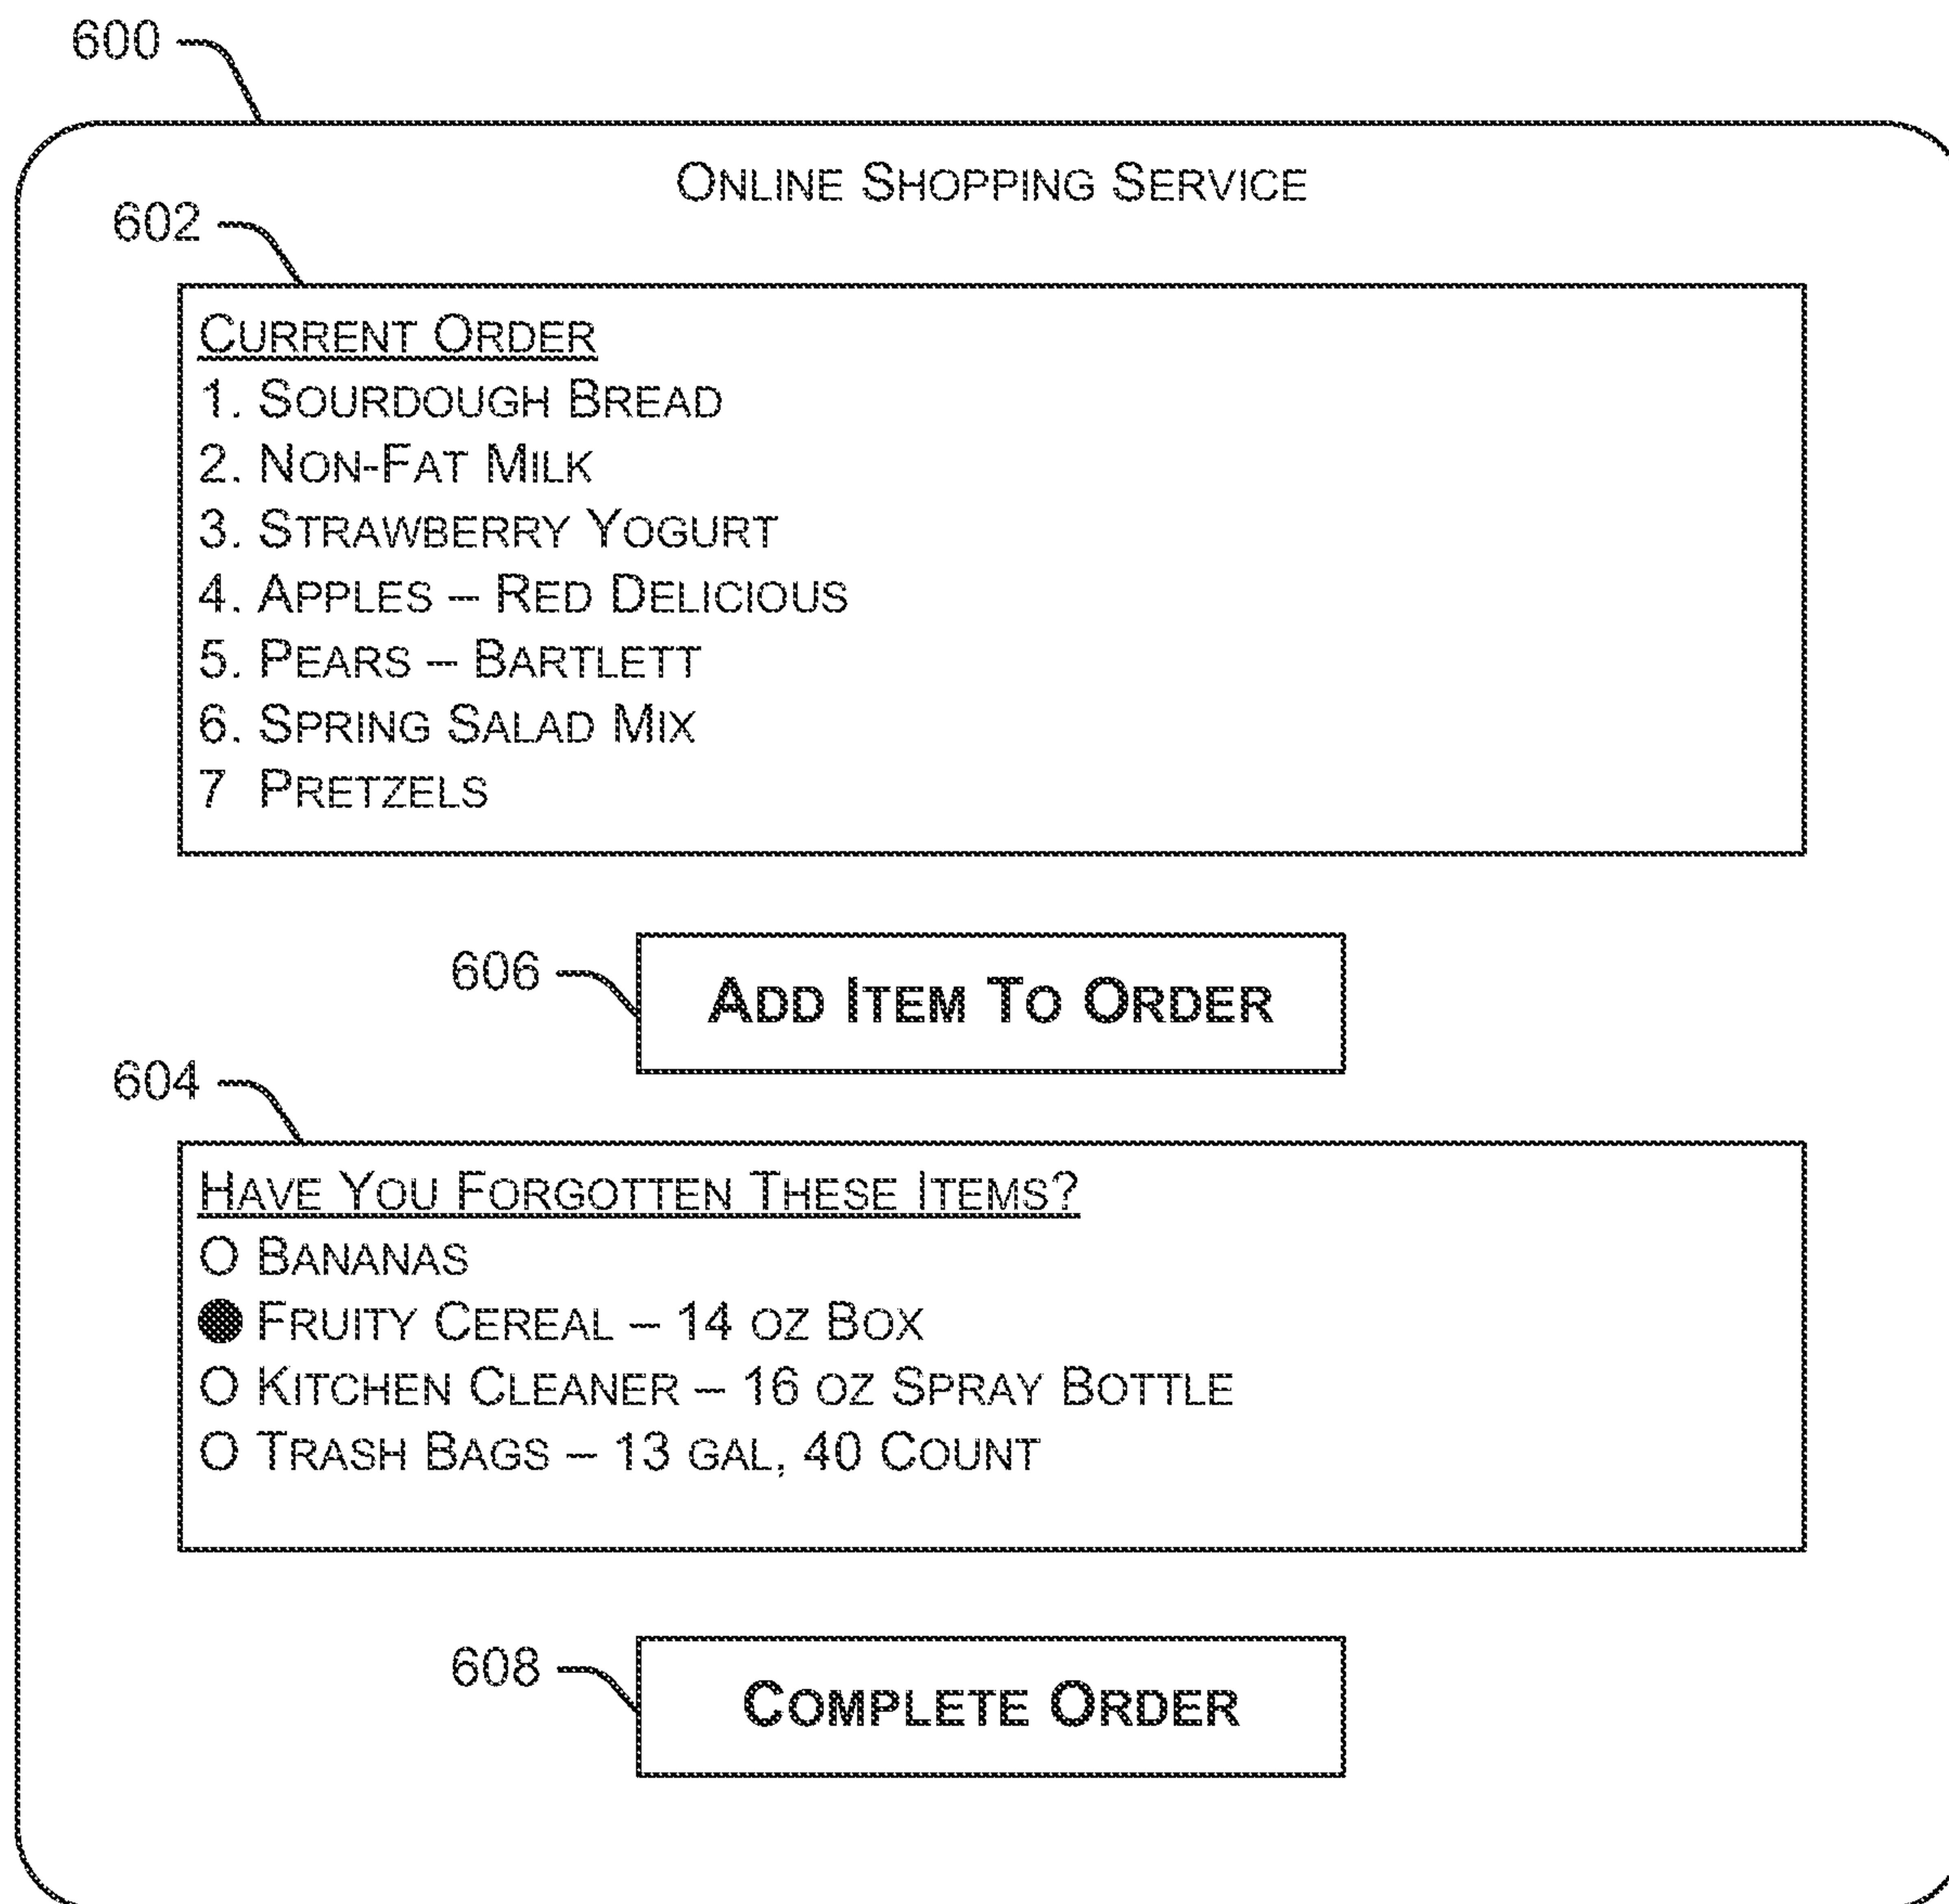 600
Online Shopping Service
602
Current Order
1. Sourdough Bread
2. Non-Fat Milk
3. Strawberry Yogurt
4. Apples – Red Delicious
5. Pears – Bartlett
6. Spring Salad Mix
7 Pretzels
606
Add Item To Order
604
Have You Forgotten These Items?
Bananas
Fruity Cereal – 14 oz Box
Kitchen Cleaner – 16 oz Spray Bottle
Trash Bags – 13 gal, 40 Count
608
Complete Order